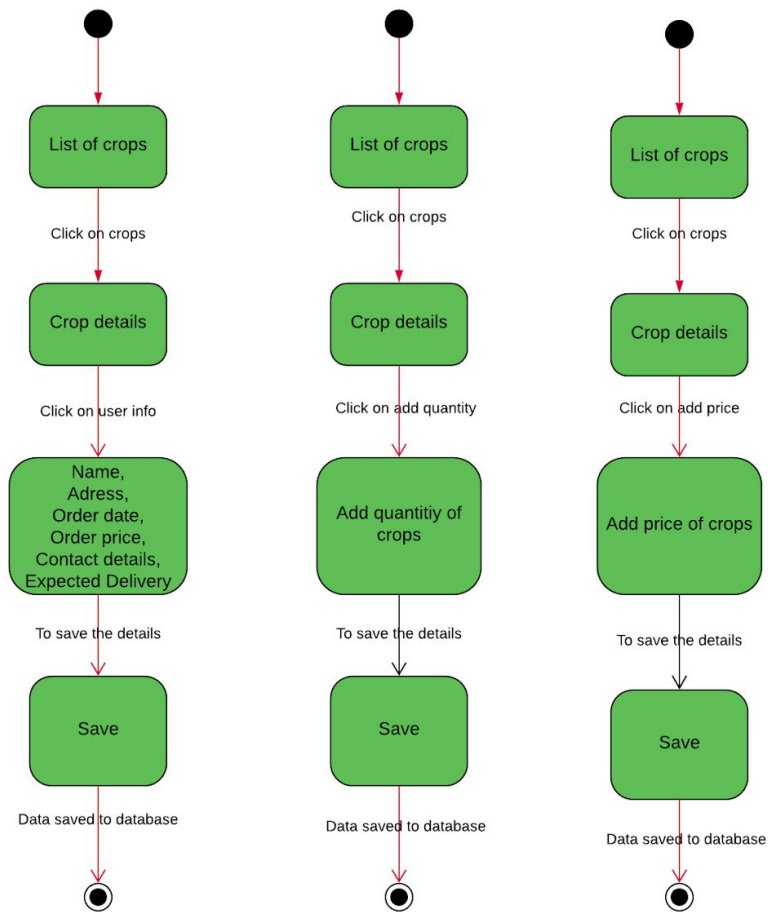 List of crops
Click on crops
Crop details
Click on user info
Name,
Adress,
Order date,
Order price,
Contact details,
Expected Delivery
To save the details
Save
Data saved to database
List of crops
Click on crops
Crop details
Click on add quantity
Add quantitiy of
crops
To save the details
Save
Data saved to database
List of crops
Click on crops
Crop details
Click on add price
Add price of crops
To save the details
Save
Data saved to database